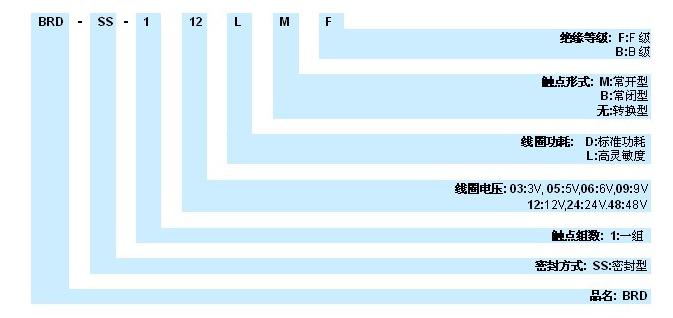 BRD - SS - 1 12 L M F
绝缘等级: F:F 级
B:B 级
触点形式: M:常开型
B:常闭型
无:转换型
线圈功耗: D:标准功耗
L:高灵敏度
线圈电压: 03:3V, 05:5V,06:6V,09:9V
12:12V,24:24V.48:48V
触点组数: 1:一组
密封方式: SS:密封型
品名: BRD